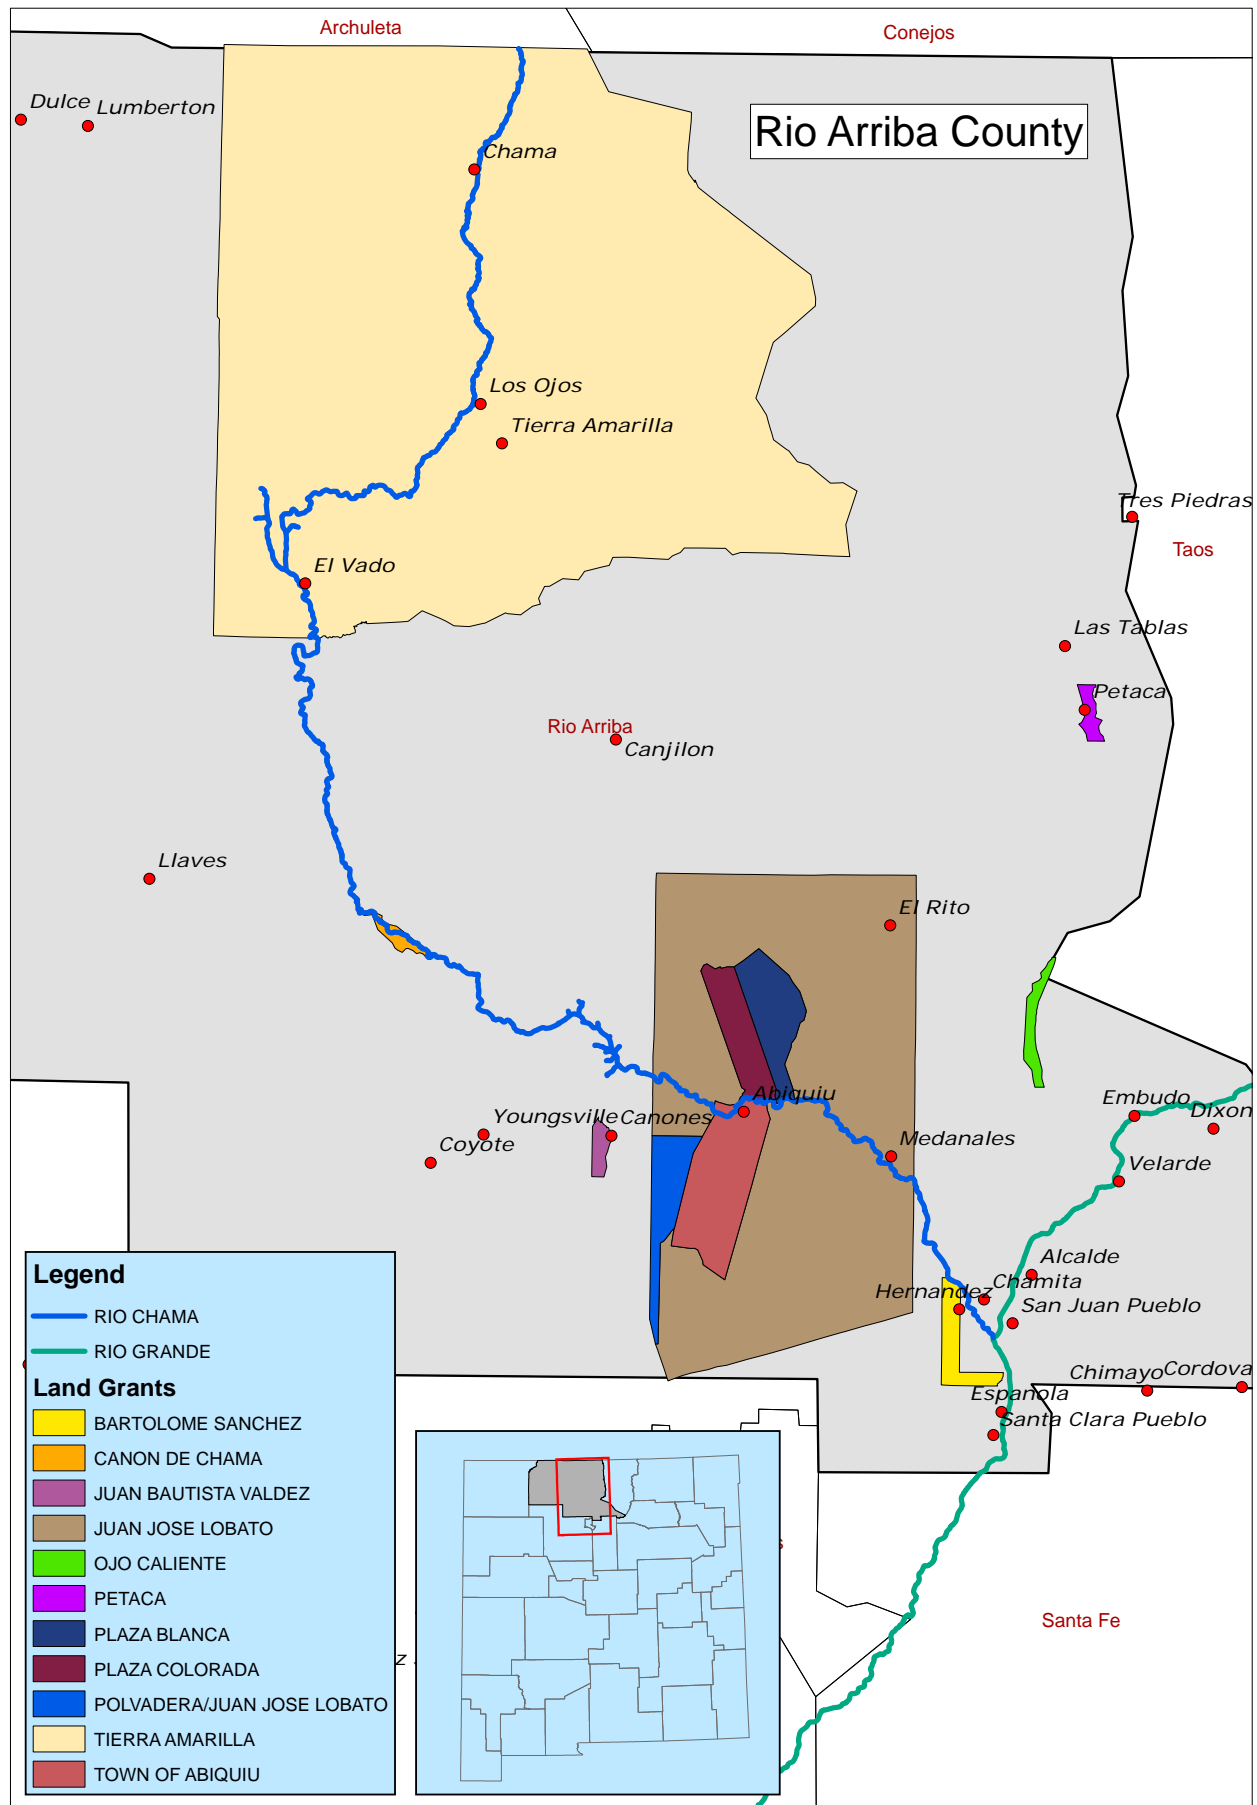 Archuleta
Conejos
Rio Arriba County
Dulce
Lumberton
Chama
Los Ojos
Tierra Amarilla
Tres Piedras
Taos
El Vado
Las Tablas
Petaca
Rio Arriba
Canjilon
Llaves
El Rito
Abiquiu
Embudo
Dixon
Youngsville
Canones
Coyote
Medanales
Velarde
Alcalde
Chamita
Hernandez
San Juan Pueblo
Chimayo
Cordova
Espanola
Santa Clara Pueblo
Santa Fe
Legend
RIO CHAMA
RIO GRANDE
Land Grants
BARTOLOME SANCHEZ
CANON DE CHAMA
JUAN BAUTISTA VALDEZ
JUAN JOSE LOBATO
OJO CALIENTE
PETACA
PLAZA BLANCA
PLAZA COLORADA
POLVADERA/JUAN JOSE LOBATO
TIERRA AMARILLA
TOWN OF ABIQUIU